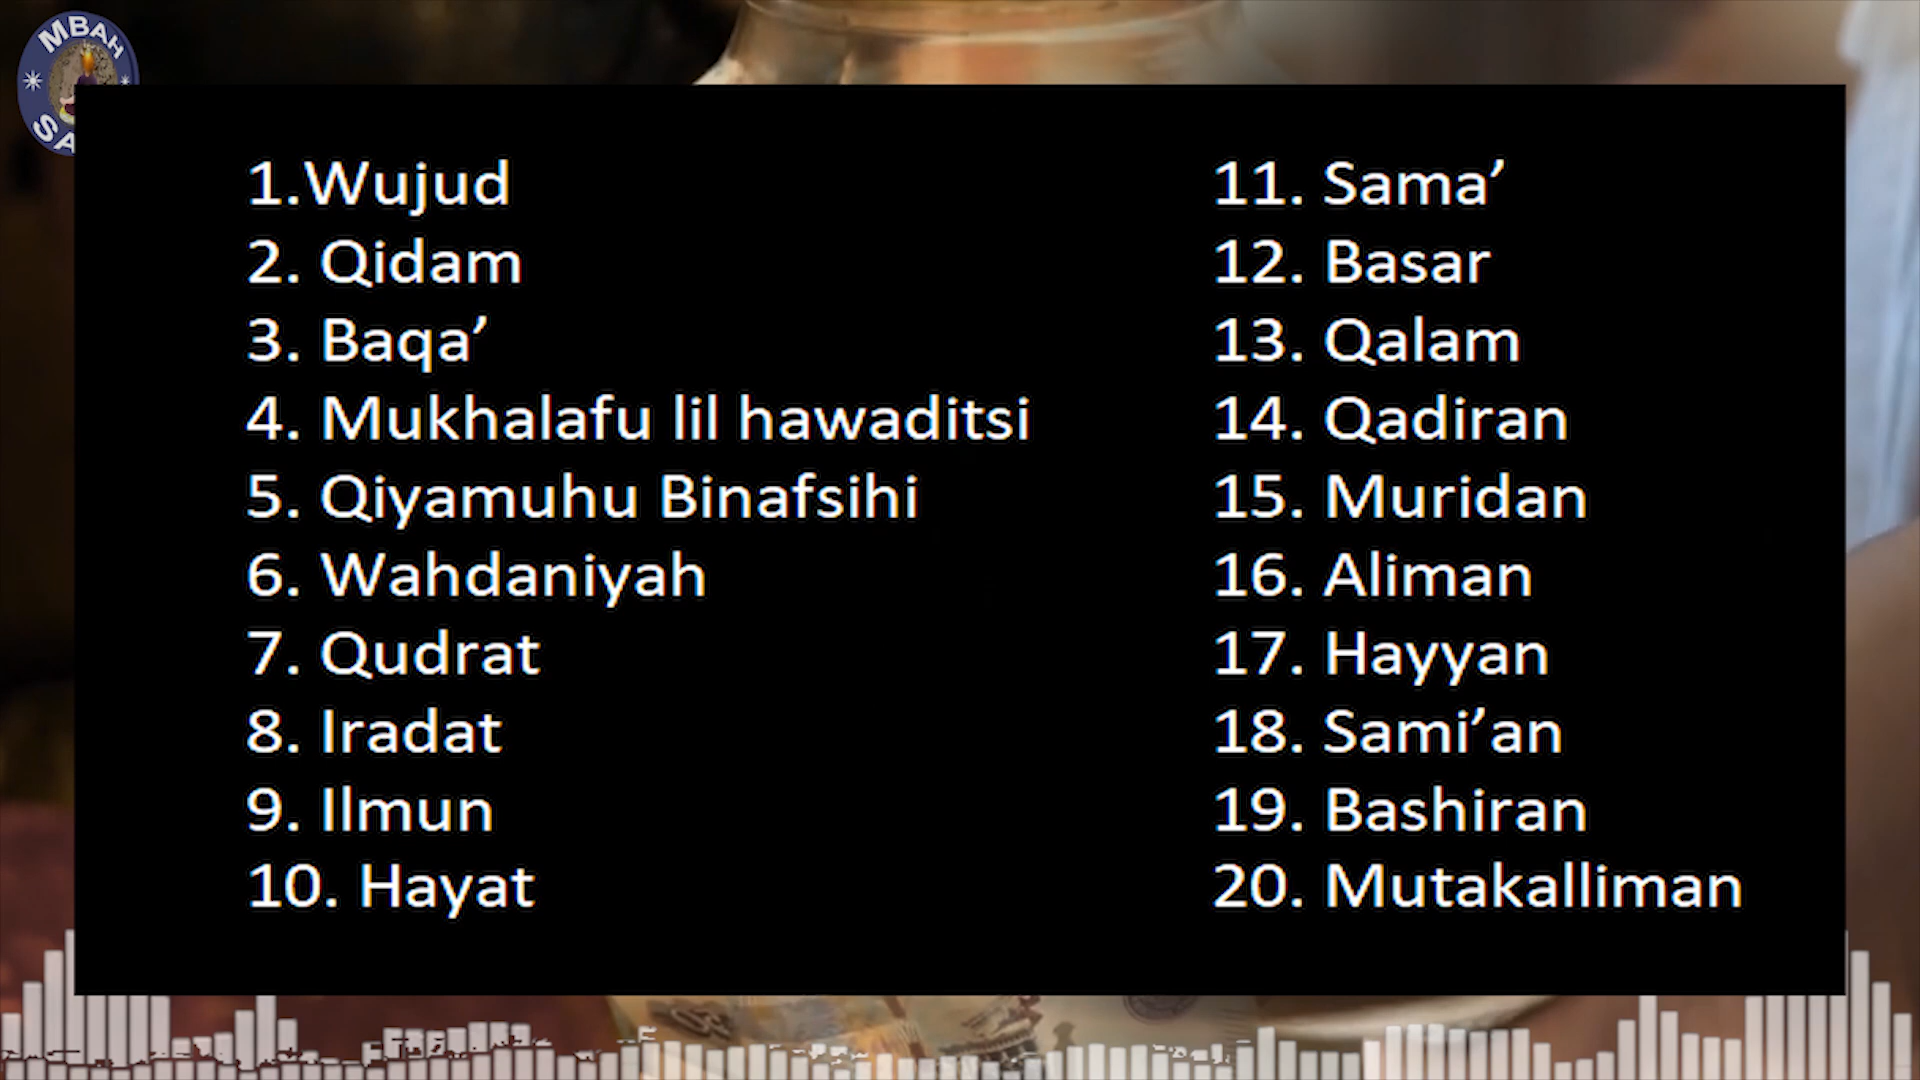 MBAH
SA
1.Wujud
2. Qidam
3. Baqa’
4. Mukhalafu lil hawaditsi
5. Qiyamuhu Binafsihi
6. Wahdaniyah
7. Qudrat
8. Iradat
9. Ilmun
10. Hayat
11. Sama’
12. Basar
13. Qalam
14. Qadiran
15. Muridan
16. Aliman
17. Hayyan
18. Sami’an
19. Bashiran
20. Mutakalliman